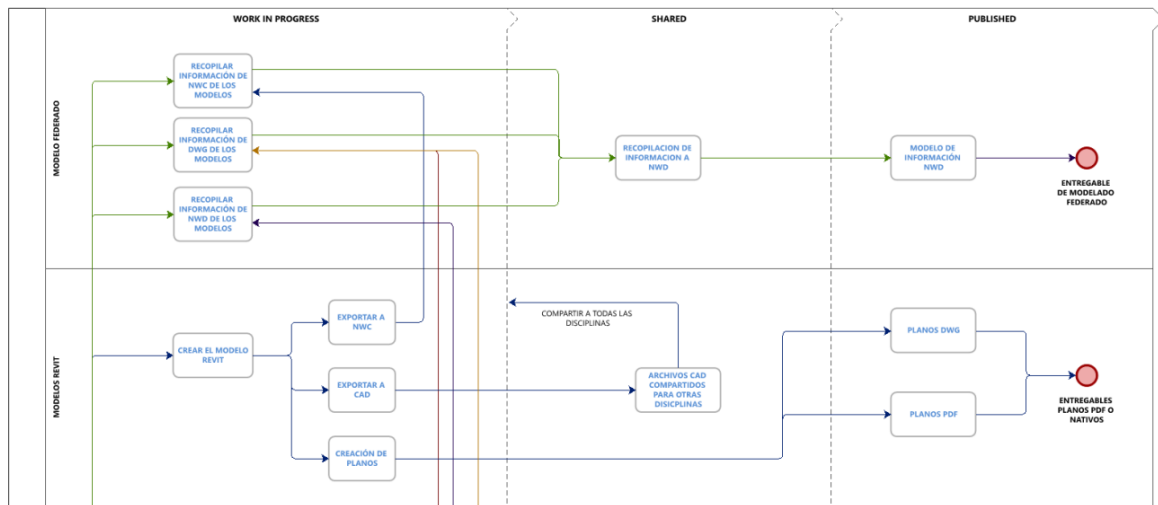 WORK IN PROGRESS
SHARED
PUBLISHED
MODELO FEDERADO
RECOPILAR
INFORMACIÓN DE
NWC DE LOS
MODELOS
RECOPILAR
INFORMACIÓN DE
DWG DE LOS
MODELOS
RECOPILAR
INFORMACIÓN DE
NWD DE LOS
MODELOS
RECOPILACION DE
INFORMACION A
NWD
MODELO DE
INFORMACIÓN
NWD
ENTREGABLE
DE MODELADO
FEDERADO
MODELOS REVIT
CREAR EL MODELO
REVIT
EXPORTAR A
NWC
EXPORTAR A
CAD
CREACIÓN DE
PLANOS
COMPARTIR A TODAS LAS
DISCIPLINAS
ARCHIVOS CAD
COMPARTIDOS
PARA OTRAS
DISICPLINAS
PLANOS DWG
PLANOS PDF
ENTREGABLES
PLANOS PDF O
NATIVOS